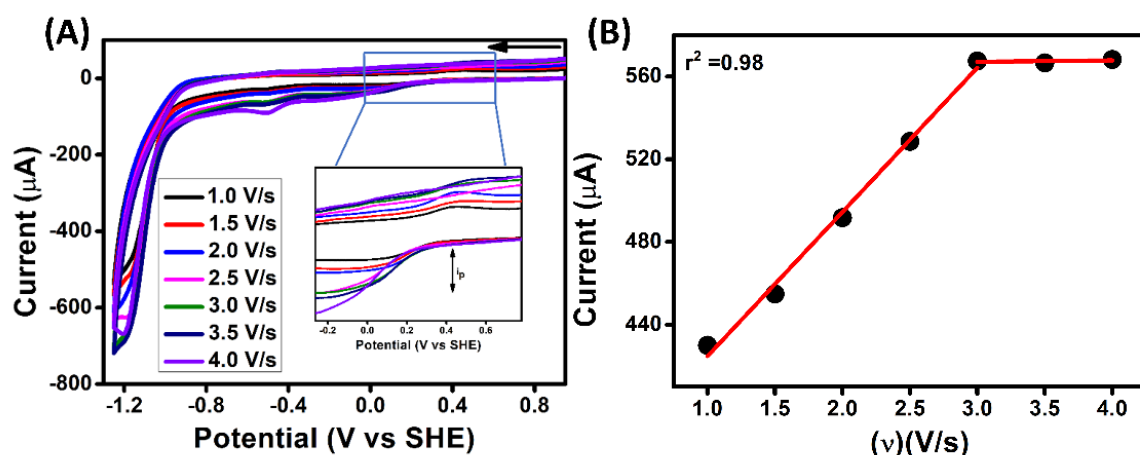 (A)
100
0
-200
-400
-600
-800
Current (µA)
1.0 V/s
1.5 V/s
2.0 V/s
2.5 V/s
3.0 V/s
3.5 V/s
4.0 V/s
ip
-0.2 0.0 0.2 0.4 0.6
Potential (V vs SHE)
-1.2 -0.8 -0.4 0.0 0.4 0.8
Potential (V vs SHE)
(B)
r² =0.98
560
520
480
440
Current (µA)
1.0 1.5 2.0 2.5 3.0 3.5 4.0
(ν)(V/s)